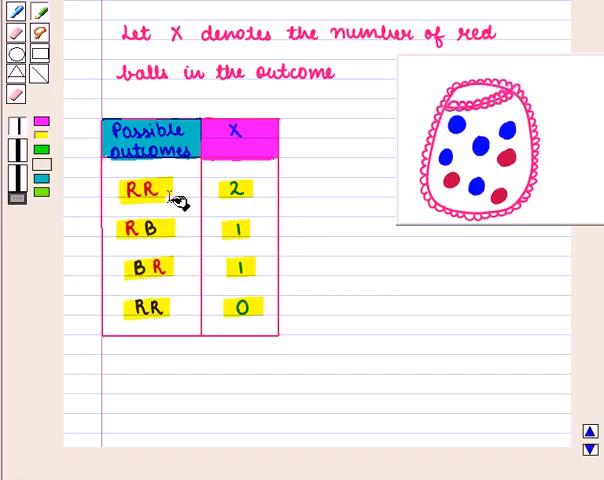 Let X denotes the number of red
balls in the outcome
Possible outcomes X
RR 2
RB 1
BR 1
RR 0